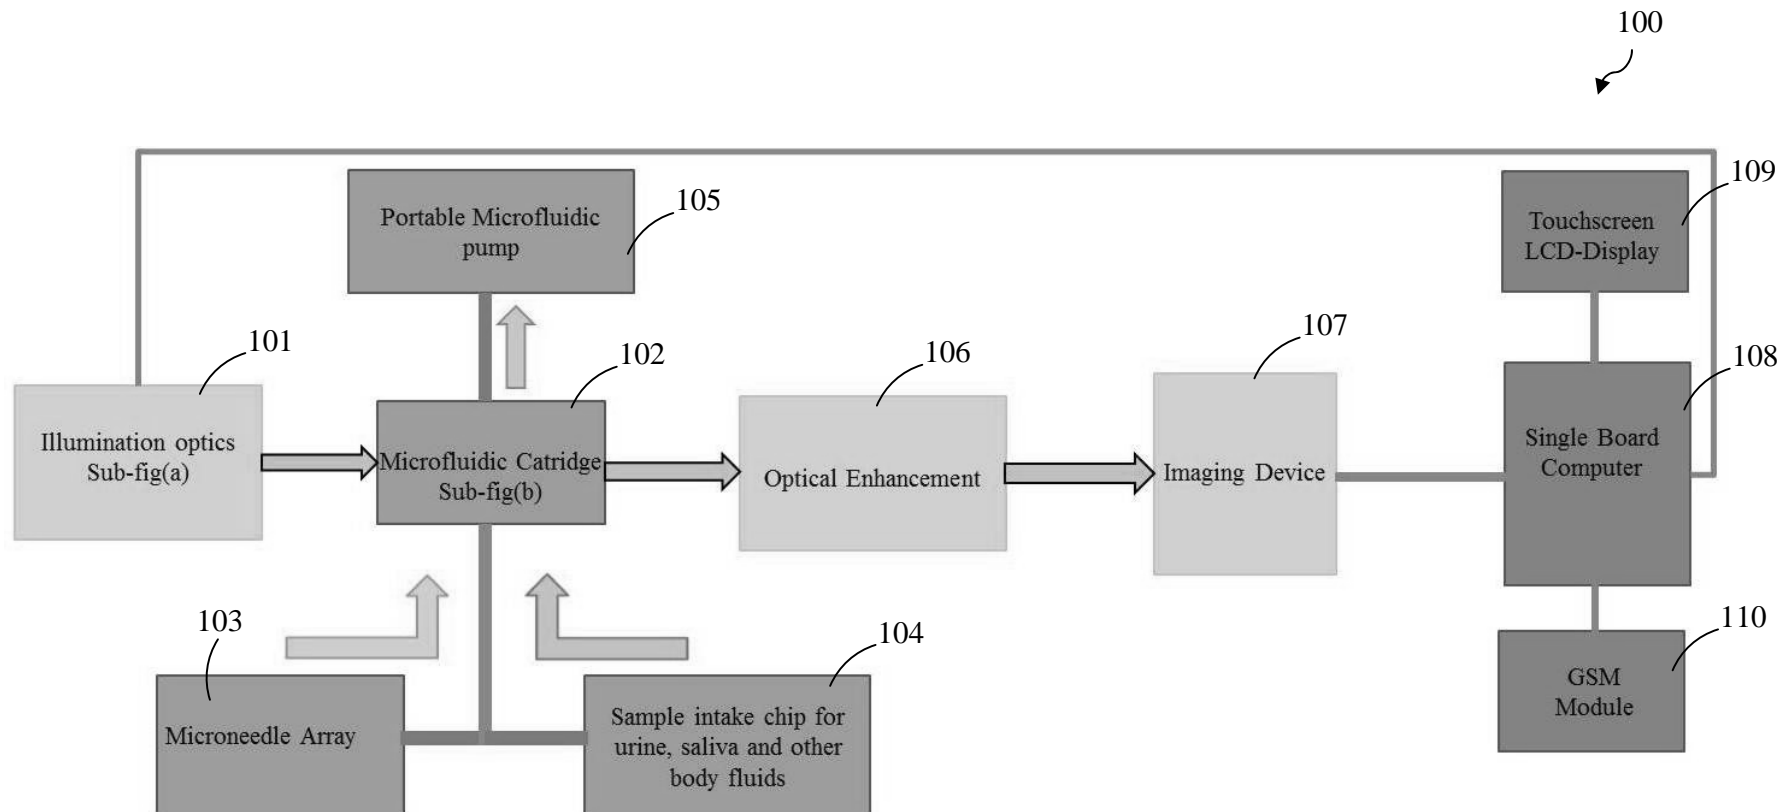 100
109
105
Portable Microfluidic
pump
Touchscreen
LCD-Display
101
102
106
107
108
Illumination optics
Sub-fig(a)
Microfluidic Catridge
Sub-fig(b)
Optical Enhancement
Imaging Device
Single Board
Computer
103
104
110
Microneedle Array
Sample intake chip for
urine, saliva and other
body fluids
GSM
Module